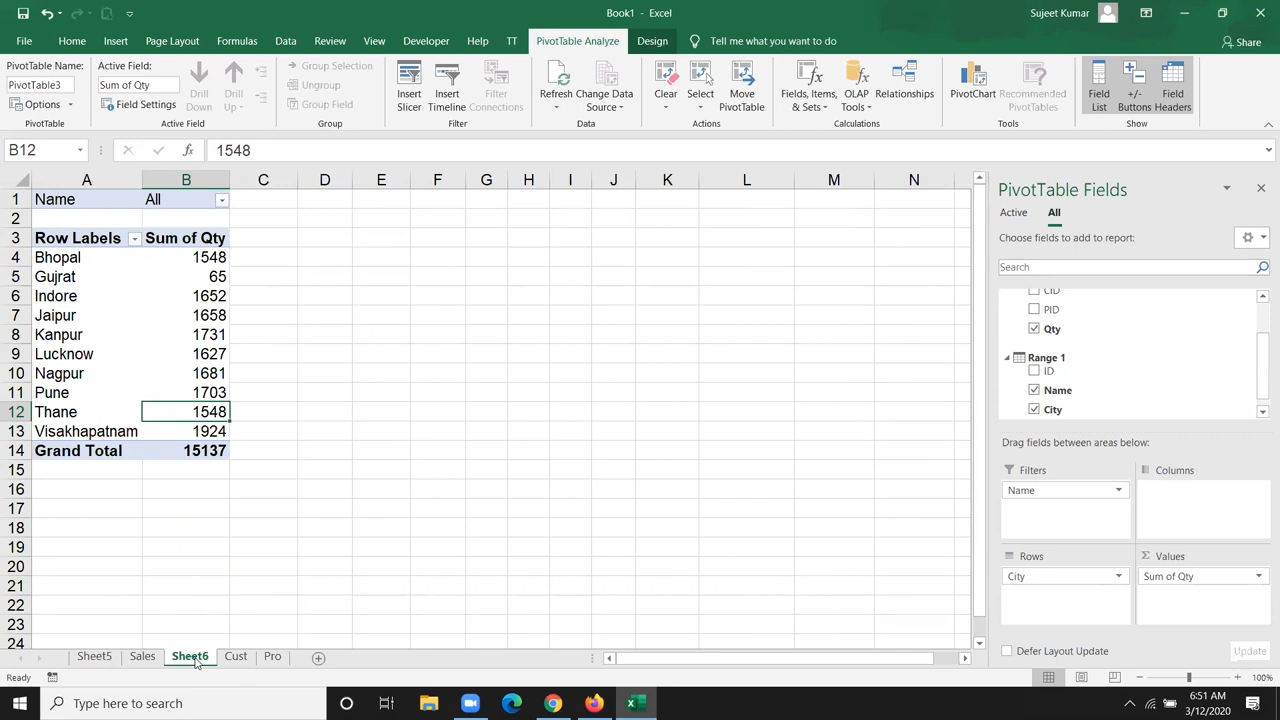 Book1 - Excel
Sujeet Kumar
File Home Insert Page Layout Formulas Data Review View Developer Help TT PivotTable Analyze Design Tell me what you want to do Share
PivotTable Name:
PivotTable3
Options
PivotTable
Active Field:
Sum of Qty
Field Settings
Drill Down
Drill Up
Active Field
Group Selection
Ungroup
Group Field
Group
Insert Slicer
Insert Timeline
Filter Connections
Filter
Refresh
Change Data Source
Data
Clear
Select
Move PivotTable
Actions
Fields, Items, & Sets
OLAP Tools
Relationships
Calculations
PivotChart
Recommended PivotTables
Tools
Field List
+/- Buttons
Field Headers
Show
B12
fx
1548
A B C D E F G H I J K L M N
1 Name All
2
3 Row Labels Sum of Qty
4 Bhopal 1548
5 Gujrat 65
6 Indore 1652
7 Jaipur 1658
8 Kanpur 1731
9 Lucknow 1627
10 Nagpur 1681
11 Pune 1703
12 Thane 1548
13 Visakhapatnam 1924
14 Grand Total 15137
15
16
17
18
19
20
21
22
23
24
PivotTable Fields
Active All
Choose fields to add to report:
Search
CID
PID
Qty
Range 1
ID
Name
City
Drag fields between areas below:
Filters
Columns
Name
Rows
Σ Values
City
Sum of Qty
Defer Layout Update
Update
Sheet5 Sales Sheet6 Cust
Ready
100%
Type here to search
6:51 AM
3/12/2020